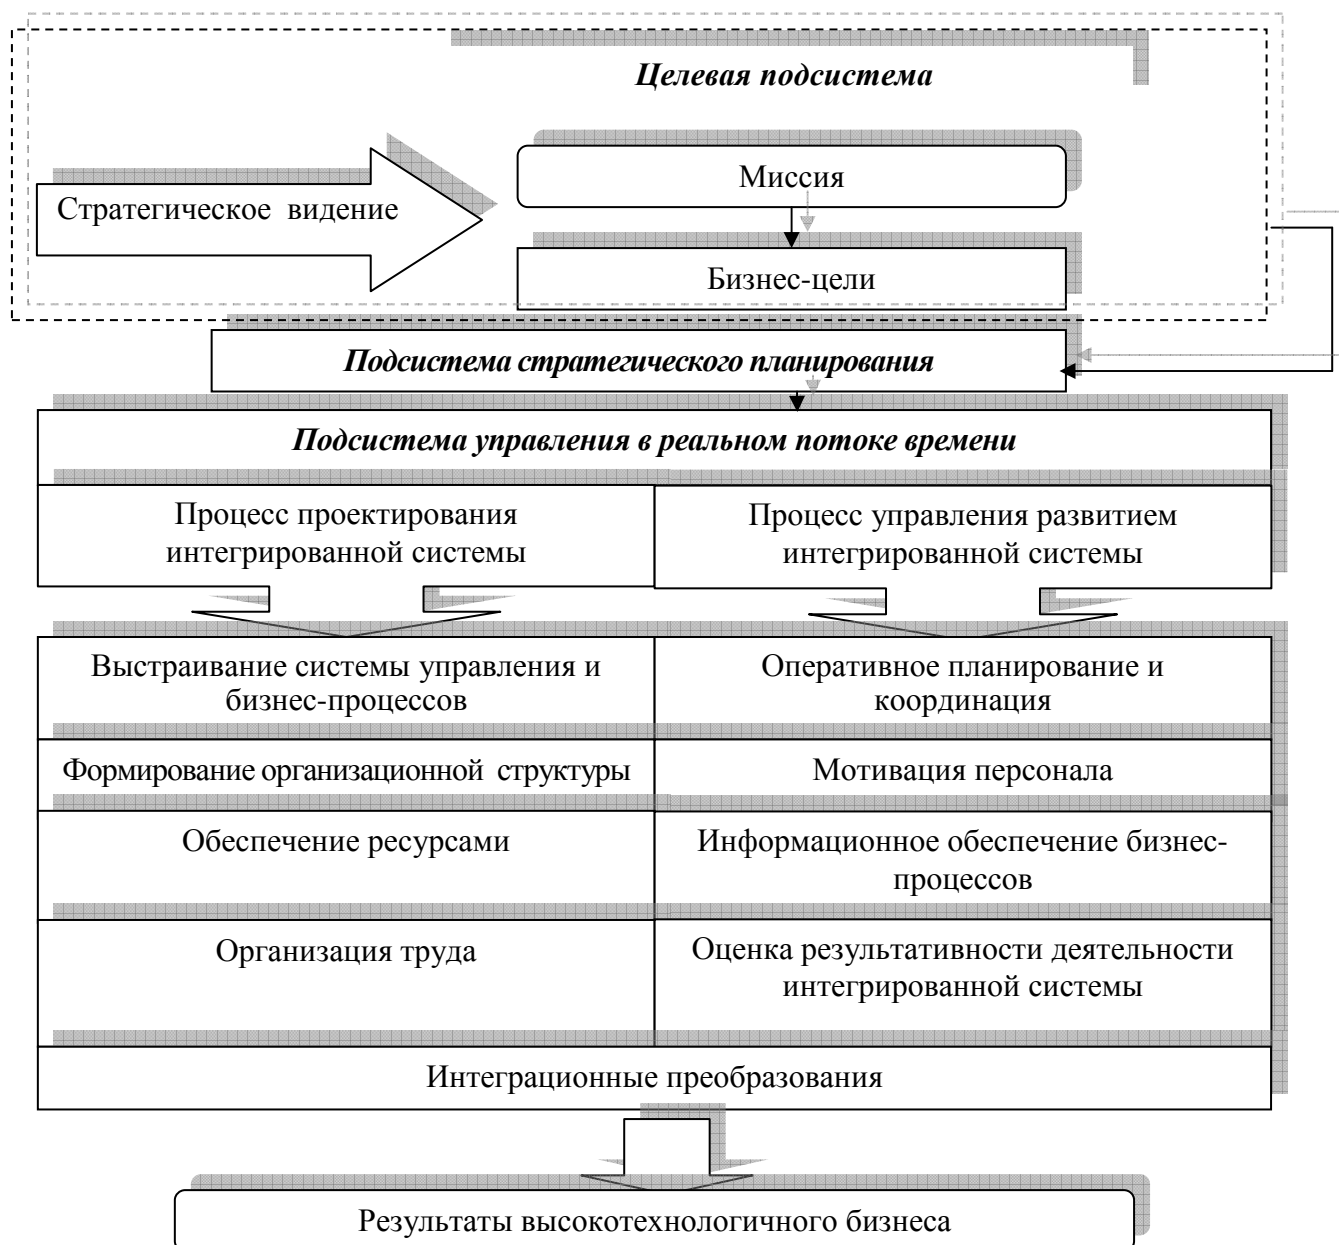 Целевая подсистема
Миссия
Стратегическое видение
Бизнес-цели
Подсистема стратегического планирования
Подсистема управления в реальном потоке времени
Процесс проектирования
интегрированной системы
Процесс управления развитием
интегрированной системы
Выстраивание системы управления и
бизнес-процессов
Оперативное планирование и
координация
Формирование организационной структуры
Мотивация персонала
Обеспечение ресурсами
Информационное обеспечение бизнес-
процессов
Организация труда
Оценка результативности деятельности
интегрированной системы
Интеграционные преобразования
Результаты высокотехнологичного бизнеса